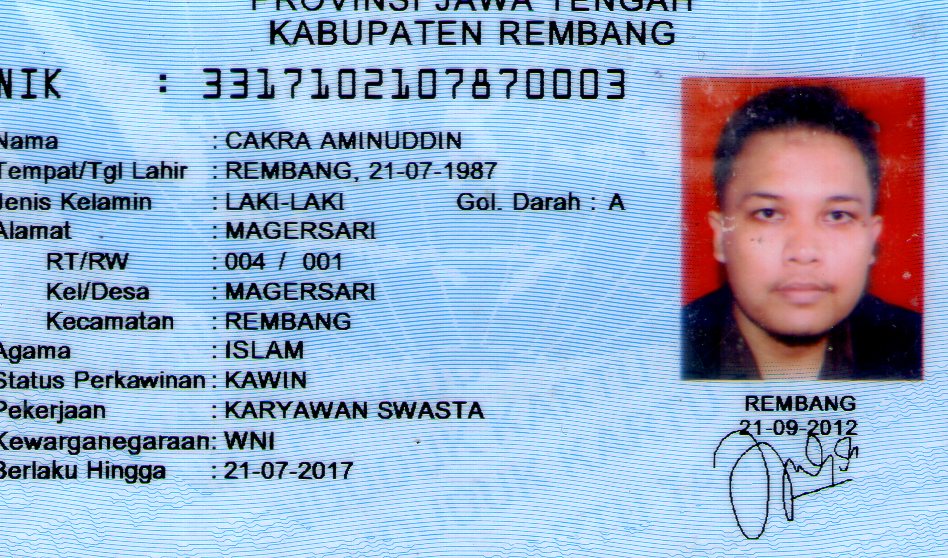 PROVINSI JAWA TENGAH
KABUPATEN REMBANG
NIK : 3317102107870003
Nama : CAKRA AMINUDDIN
Tempat/Tgl Lahir : REMBANG, 21-07-1987
Jenis Kelamin : LAKI-LAKI Gol. Darah : A
Alamat : MAGERSARI
RT/RW : 004 / 001
Kel/Desa : MAGERSARI
Kecamatan : REMBANG
Agama : ISLAM
Status Perkawinan : KAWIN
Pekerjaan : KARYAWAN SWASTA
Kewarganegaraan: WNI
Berlaku Hingga : 21-07-2017
REMBANG
21-09-2012